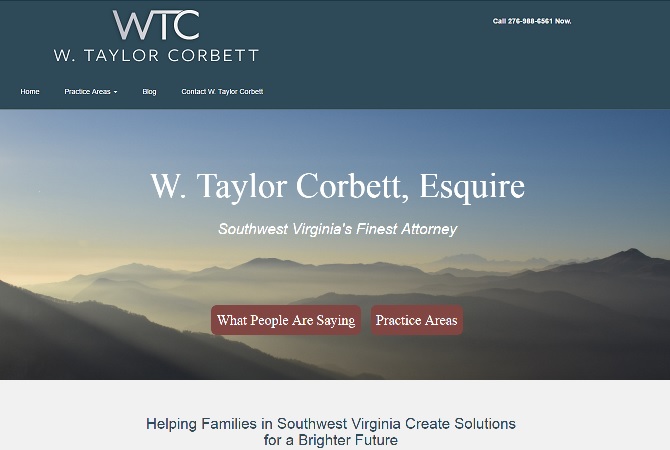 WTC
W. TAYLOR CORBETT
Call 276-988-6561 Now.
Home Practice Areas Blog Contact W. Taylor Corbett
W. Taylor Corbett, Esquire
Southwest Virginia's Finest Attorney
What People Are Saying Practice Areas
Helping Families in Southwest Virginia Create Solutions
for a Brighter Future